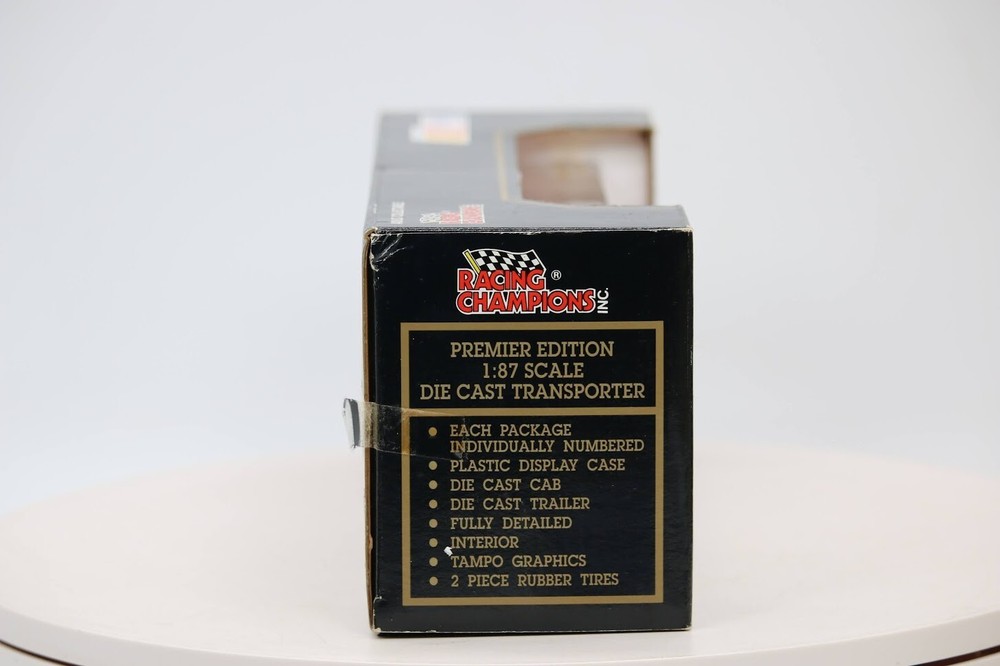 RACING ®
CHAMPIONS INC.
PREMIER EDITION
1:87 SCALE
DIE CAST TRANSPORTER
• EACH PACKAGE
INDIVIDUALLY NUMBERED
• PLASTIC DISPLAY CASE
• DIE CAST CAB
• DIE CAST TRAILER
• FULLY DETAILED
• INTERIOR
• TAMPO GRAPHICS
• 2 PIECE RUBBER TIRES